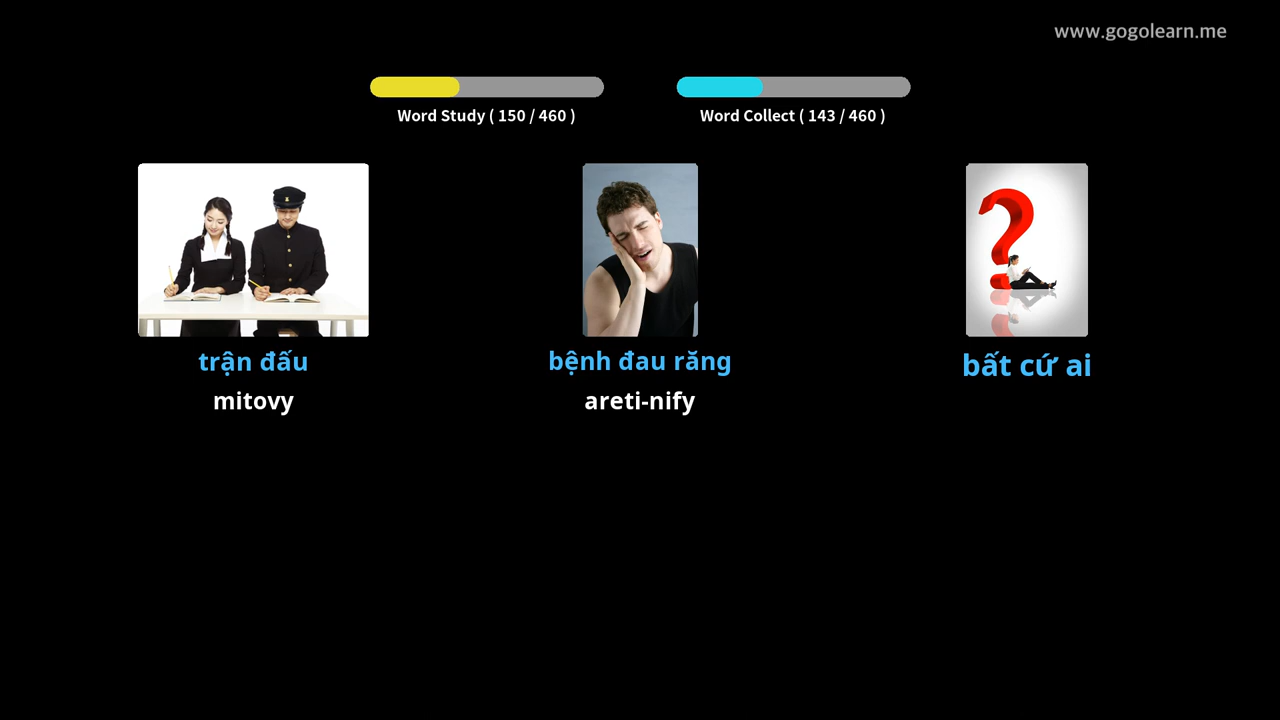 www.gogolearn.me
Word Study ( 150 / 460 )
Word Collect ( 143 / 460 )
trận đấu
mitovy
bệnh đau răng
areti-nify
bất cứ ai